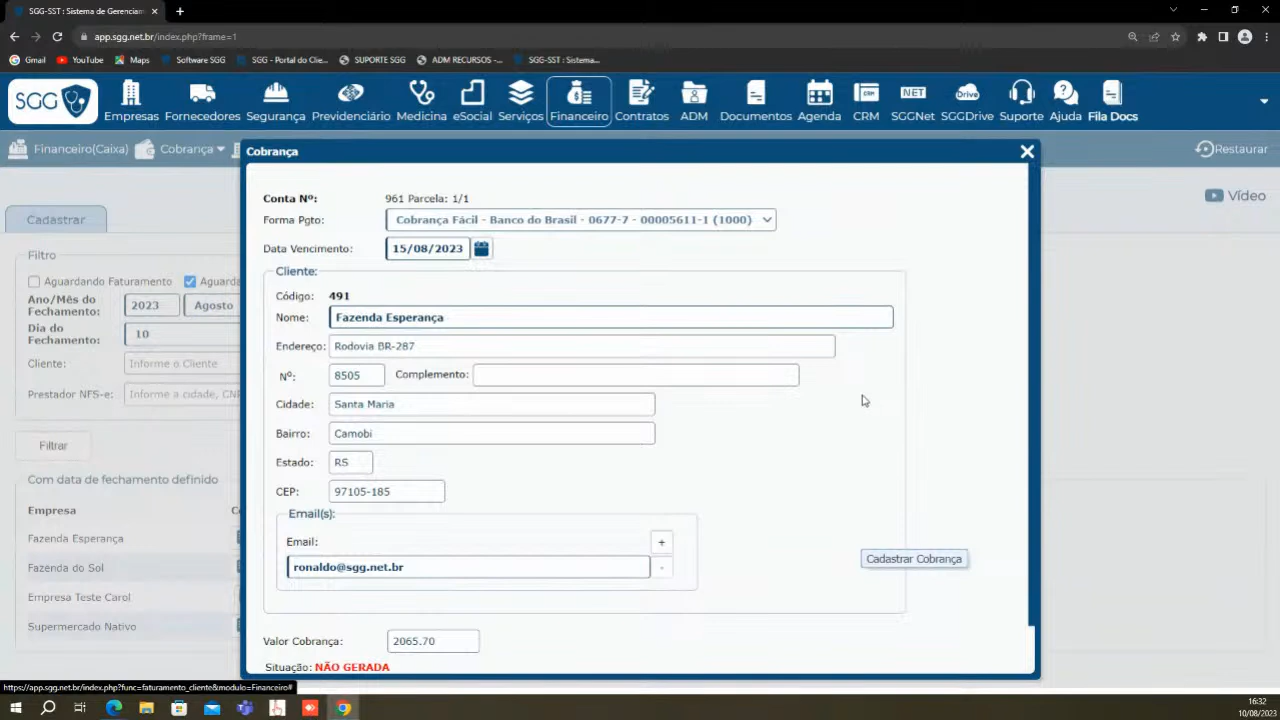 SGG-SST : Sistema de Gerenciam
app.sgg.net.br/index.php?frame=1
Gmail YouTube Maps Software SGG SGG - Portal do Clie... SUPORTE SGG ADM RECURSOS -... SGG-SST : Sistema...
SGG Empresas Fornecedores Segurança Previdenciário Medicina eSocial Serviços Financeiro Contratos ADM Documentos Agenda CRM SGGNet SGGDrive Suporte Ajuda Fila Docs
CRM NET Drive
Financeiro(Caixa) Cobrança Restaurar
Cobrança
Vídeo
Cadastrar
Conta Nº: 961 Parcela: 1/1
Forma Pgto: Cobrança Fácil - Banco do Brasil - 0677-7 - 00005611-1 (1000)
Data Vencimento: 15/08/2023
Filtro
Aguardando Faturamento Aguarda
Ano/Mês do Fechamento: 2023 Agosto
Dia do Fechamento: 10
Cliente: Informe o Cliente
Prestador NFS-e: Informe a cidade, CNP
Filtrar
Com data de fechamento definido
Empresa
Fazenda Esperança
Fazenda do Sol
Empresa Teste Carol
Supermercado Nativo
Cliente:
Código: 491
Nome: Fazenda Esperança
Endereço: Rodovia BR-287
Nº: 8505 Complemento:
Cidade: Santa Maria
Bairro: Camobi
Estado: RS
CEP: 97105-185
Email(s):
Email: +
ronaldo@sgg.net.br -
Cadastrar Cobrança
Valor Cobrança: 2065.70
Situação: NÃO GERADA
https://app.sgg.net.br/index.php?func=faturamento_cliente&modulo=Financeiro#
16:32
10/08/2023